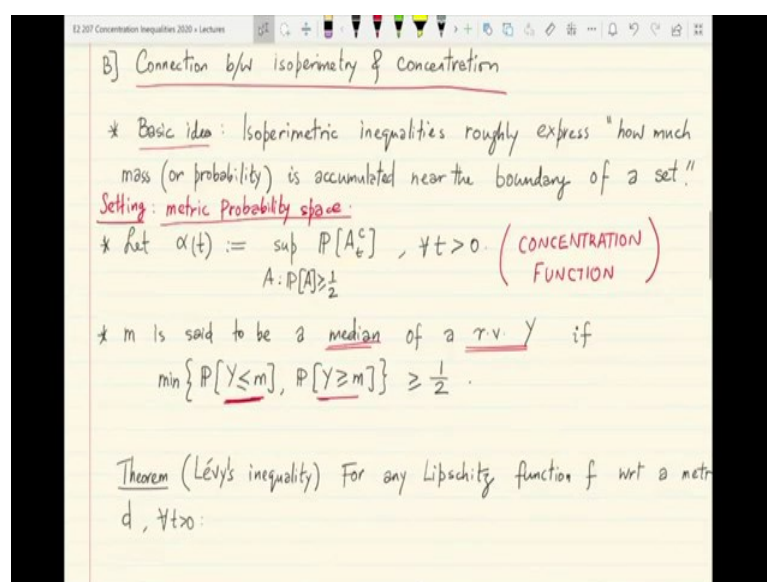 E2 207 Concentration Inequalities 2020 » Lectures
B] Connection b/w isoperimetry & concentration
* Basic idea : Isoperimetric inequalities roughly express "how much
mass (or probability) is accumulated near the boundary of a set."
Setting : metric Probability space.
* Let α(t) := sup P[A_t^c] , ∀t>0. ( CONCENTRATION
A : P[A]≥1/2 FUNCTION )
* m is said to be a median of a r.v. Y if
min{ P[Y≤m], P[Y≥m] } ≥ 1/2 .
Theorem (Lévy's inequality) For any Lipschitz function f wrt a metr
d , ∀t>0 :